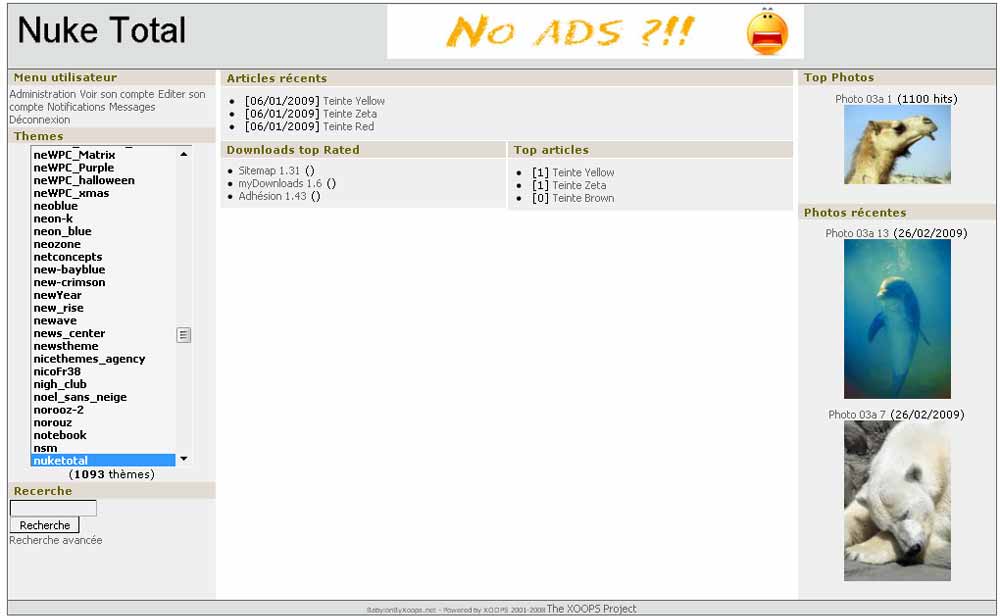 Nuke Total
No ADS ?!!
Menu utilisateur
Administration Voir son compte Editer son
compte Notifications Messages
Déconnexion
Themes
neWPC_Matrix
neWPC_Purple
neWPC_halloween
neWPC_xmas
neoblue
neon-k
neon_blue
neozone
netconcepts
new-bayblue
new-crimson
newYear
new_rise
newave
news_center
newstheme
nicethemes_agency
nicoFr38
nigh_club
noel_sans_neige
norooz-2
norouz
notebook
nsm
nuketotal
(1093 thèmes)
Recerche
Recherche
Recherche avancée
Articles récents
[06/01/2009] Teinte Yellow
[06/01/2009] Teinte Zeta
[06/01/2009] Teinte Red
Downloads top Rated
Sitemap 1.31 ()
myDownloads 1.6 ()
Adhésion 1.43 ()
Top articles
[1] Teinte Yellow
[1] Teinte Zeta
[0] Teinte Brown
Top Photos
Photo 03a 1 (1100 hits)
Photos récentes
Photo 03a 13 (26/02/2009)
Photo 03a 7 (26/02/2009)
BabylonByXoops.net - Powered by XOOPS 2001-2008 The XOOPS Project